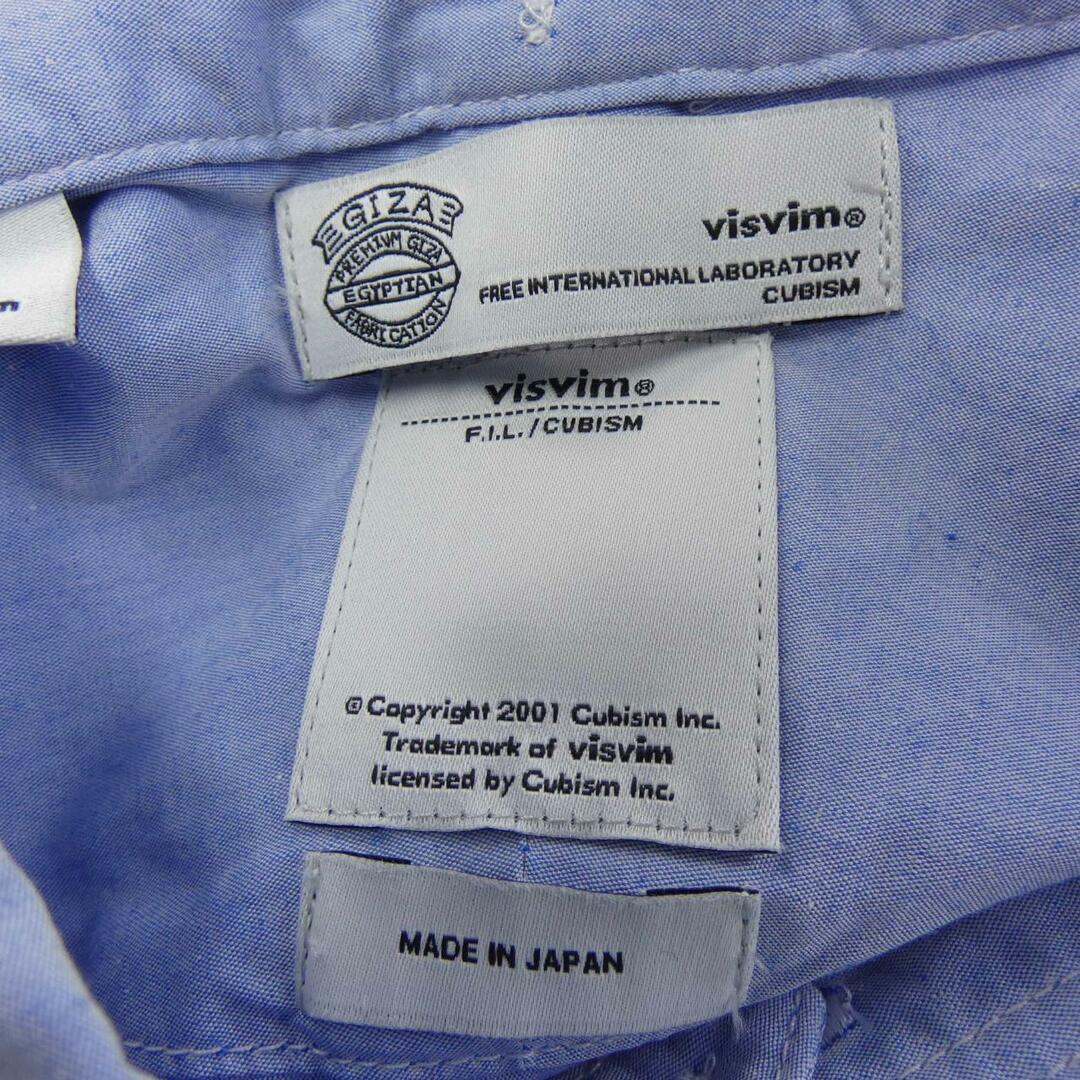 GIZA
PREMIUM GIZA
EGYPTIAN
FABRICATION
visvim®
FREE INTERNATIONAL LABORATORY
CUBISM
visvim®
F.I.L./CUBISM
© Copyright 2001 Cubism Inc.
Trademark of visvim
licensed by Cubism Inc.
MADE IN JAPAN